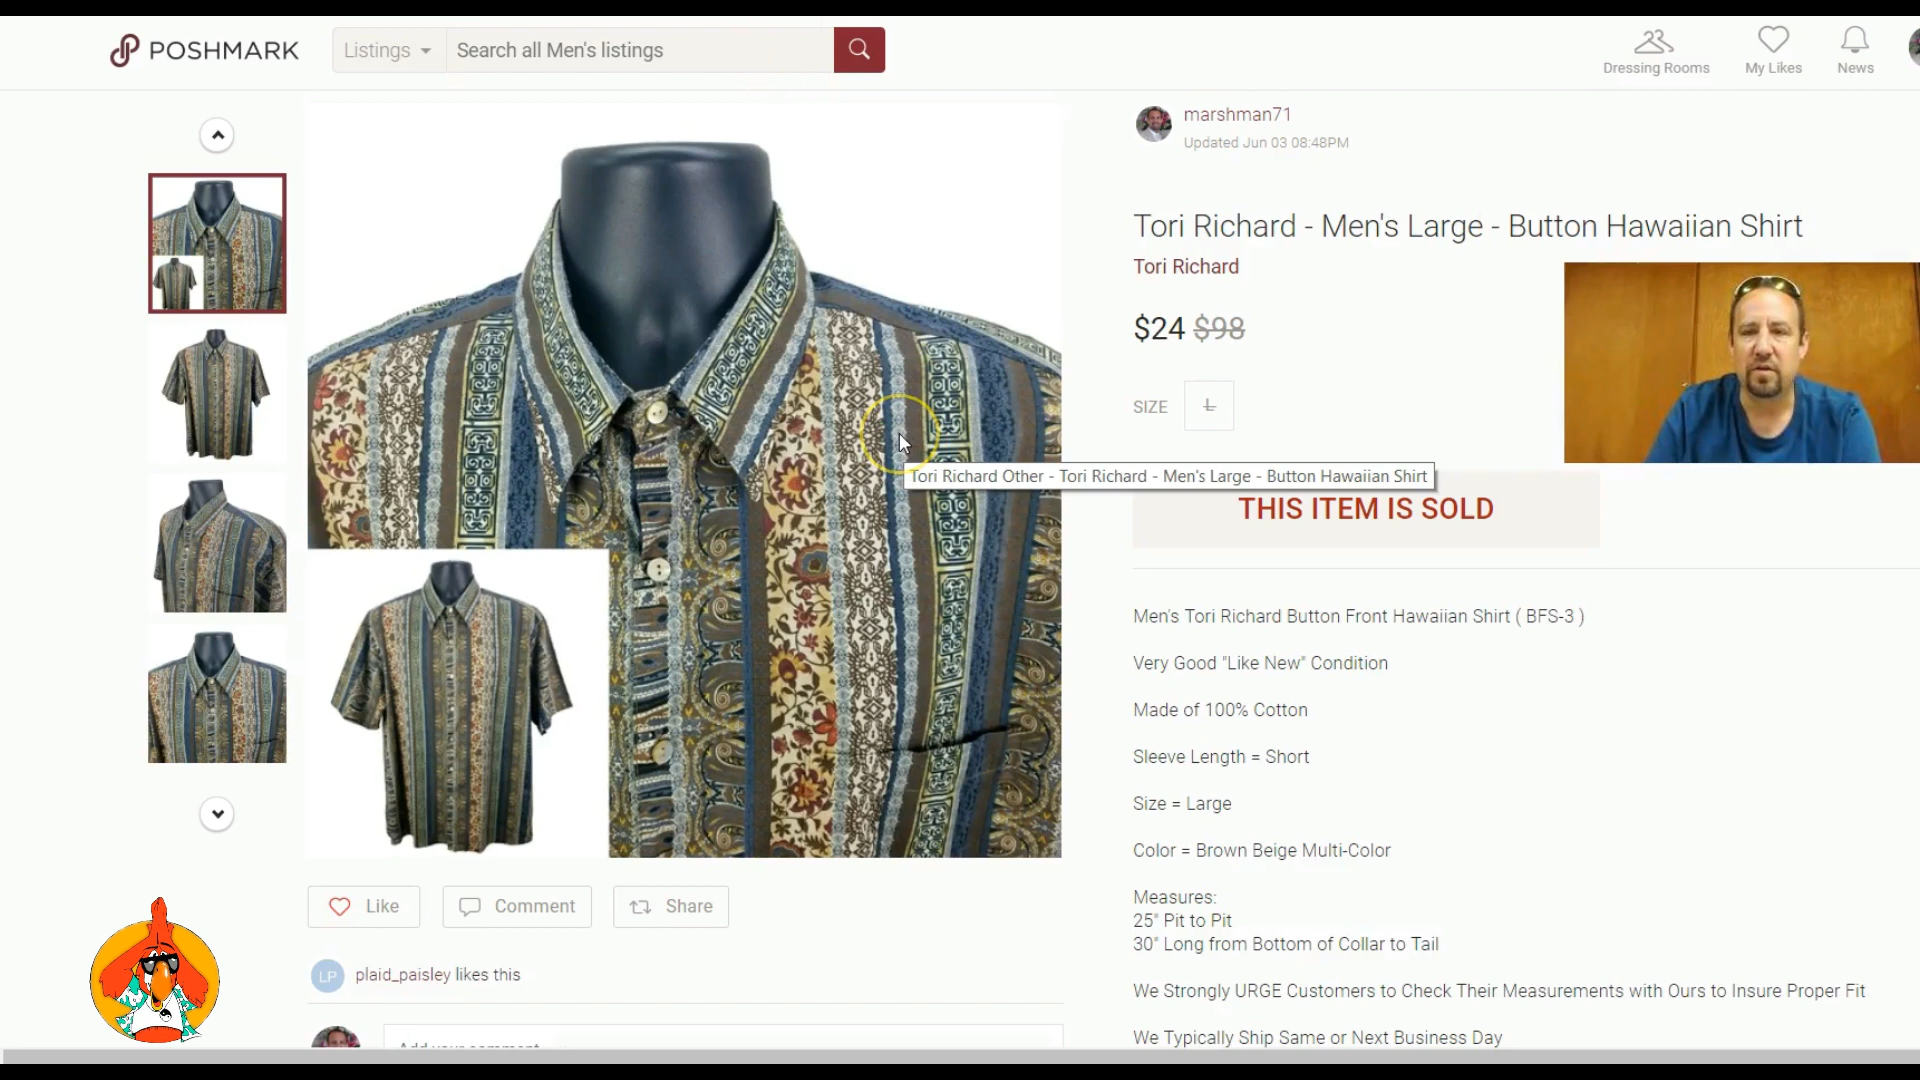 POSHMARK
Listings
Search all Men's listings
Dressing Rooms
My Likes
News
marshman71
Updated Jun 03 08:48PM
Tori Richard - Men's Large - Button Hawaiian Shirt
Tori Richard
$24 $98
SIZE L
Tori Richard Other - Tori Richard - Men's Large - Button Hawaiian Shirt
THIS ITEM IS SOLD
Men's Tori Richard Button Front Hawaiian Shirt ( BFS-3 )
Very Good "Like New" Condition
Made of 100% Cotton
Sleeve Length = Short
Size = Large
Color = Brown Beige Multi-Color
Measures:
25" Pit to Pit
30" Long from Bottom of Collar to Tail
We Strongly URGE Customers to Check Their Measurements with Ours to Insure Proper Fit
We Typically Ship Same or Next Business Day
Like
Comment
Share
LP
plaid_paisley likes this
Add your comment